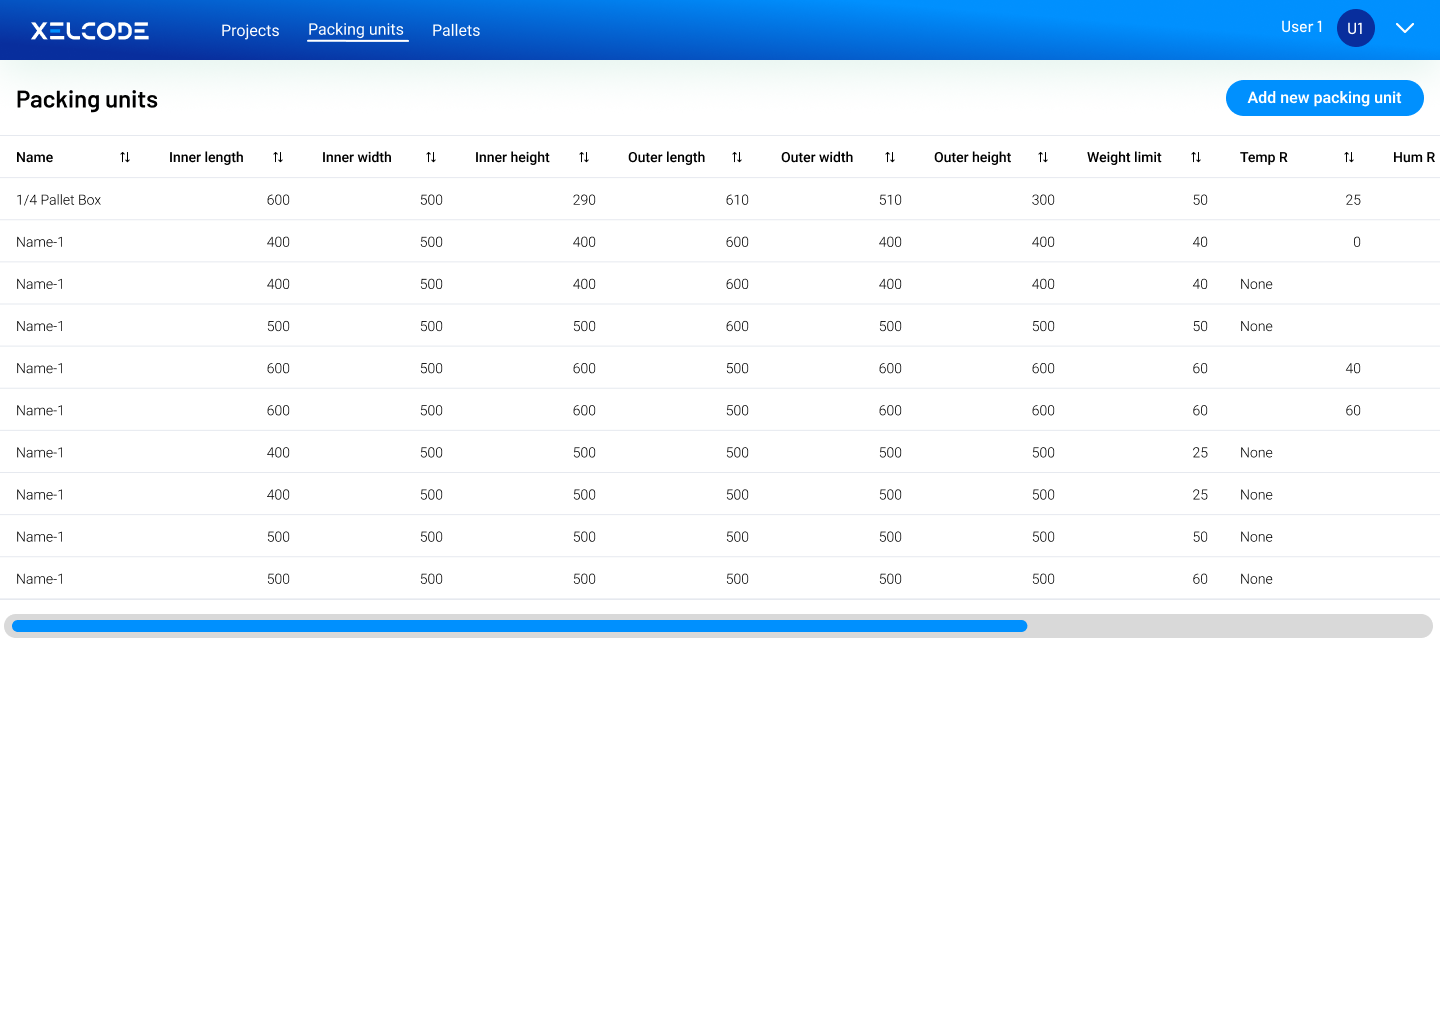 XELCODE Projects Packing units Pallets User 1 U1
Packing units Add new packing unit
Name Inner length Inner width Inner height Outer length Outer width Outer height Weight limit Temp R Hum R
1/4 Pallet Box 600 500 290 610 510 300 50 25
Name-1 400 500 400 600 400 400 40 0
Name-1 400 500 400 600 400 400 40 None
Name-1 500 500 500 600 500 500 50 None
Name-1 600 500 600 500 600 600 60 40
Name-1 600 500 600 500 600 600 60 60
Name-1 400 500 500 500 500 500 25 None
Name-1 400 500 500 500 500 500 25 None
Name-1 500 500 500 500 500 500 50 None
Name-1 500 500 500 500 500 500 60 None